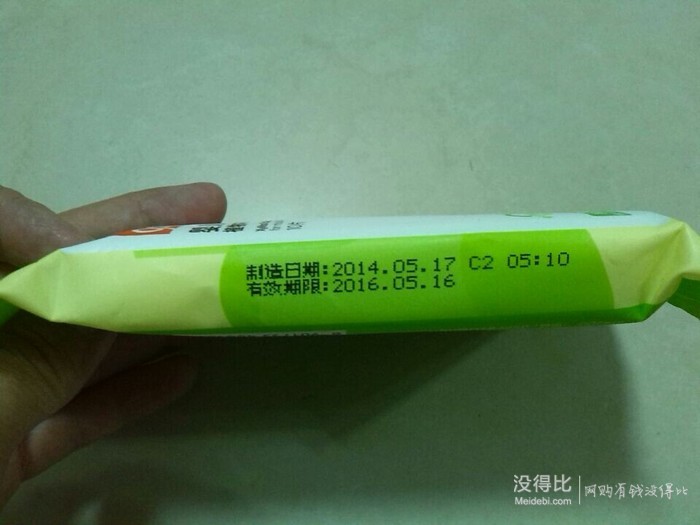 制造日期:2014.05.17 C2 05:10
有效期限:2016.05.16
没得比
Meidebi.com
网购有钱没得比